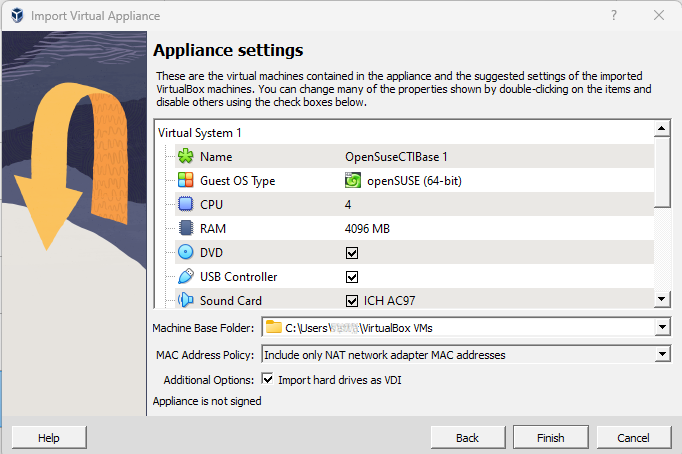 Import Virtual Appliance
Appliance settings
These are the virtual machines contained in the appliance and the suggested settings of the imported
VirtualBox machines. You can change many of the properties shown by double-clicking on the items and
disable others using the check boxes below.
Virtual System 1
Name OpenSuseCTIBase 1
Guest OS Type openSUSE (64-bit)
CPU 4
RAM 4096 MB
DVD
USB Controller
Sound Card ICH AC97
Machine Base Folder: C:\Users\ \VirtualBox VMs
MAC Address Policy: Include only NAT network adapter MAC addresses
Additional Options: Import hard drives as VDI
Appliance is not signed
Help Back Finish Cancel